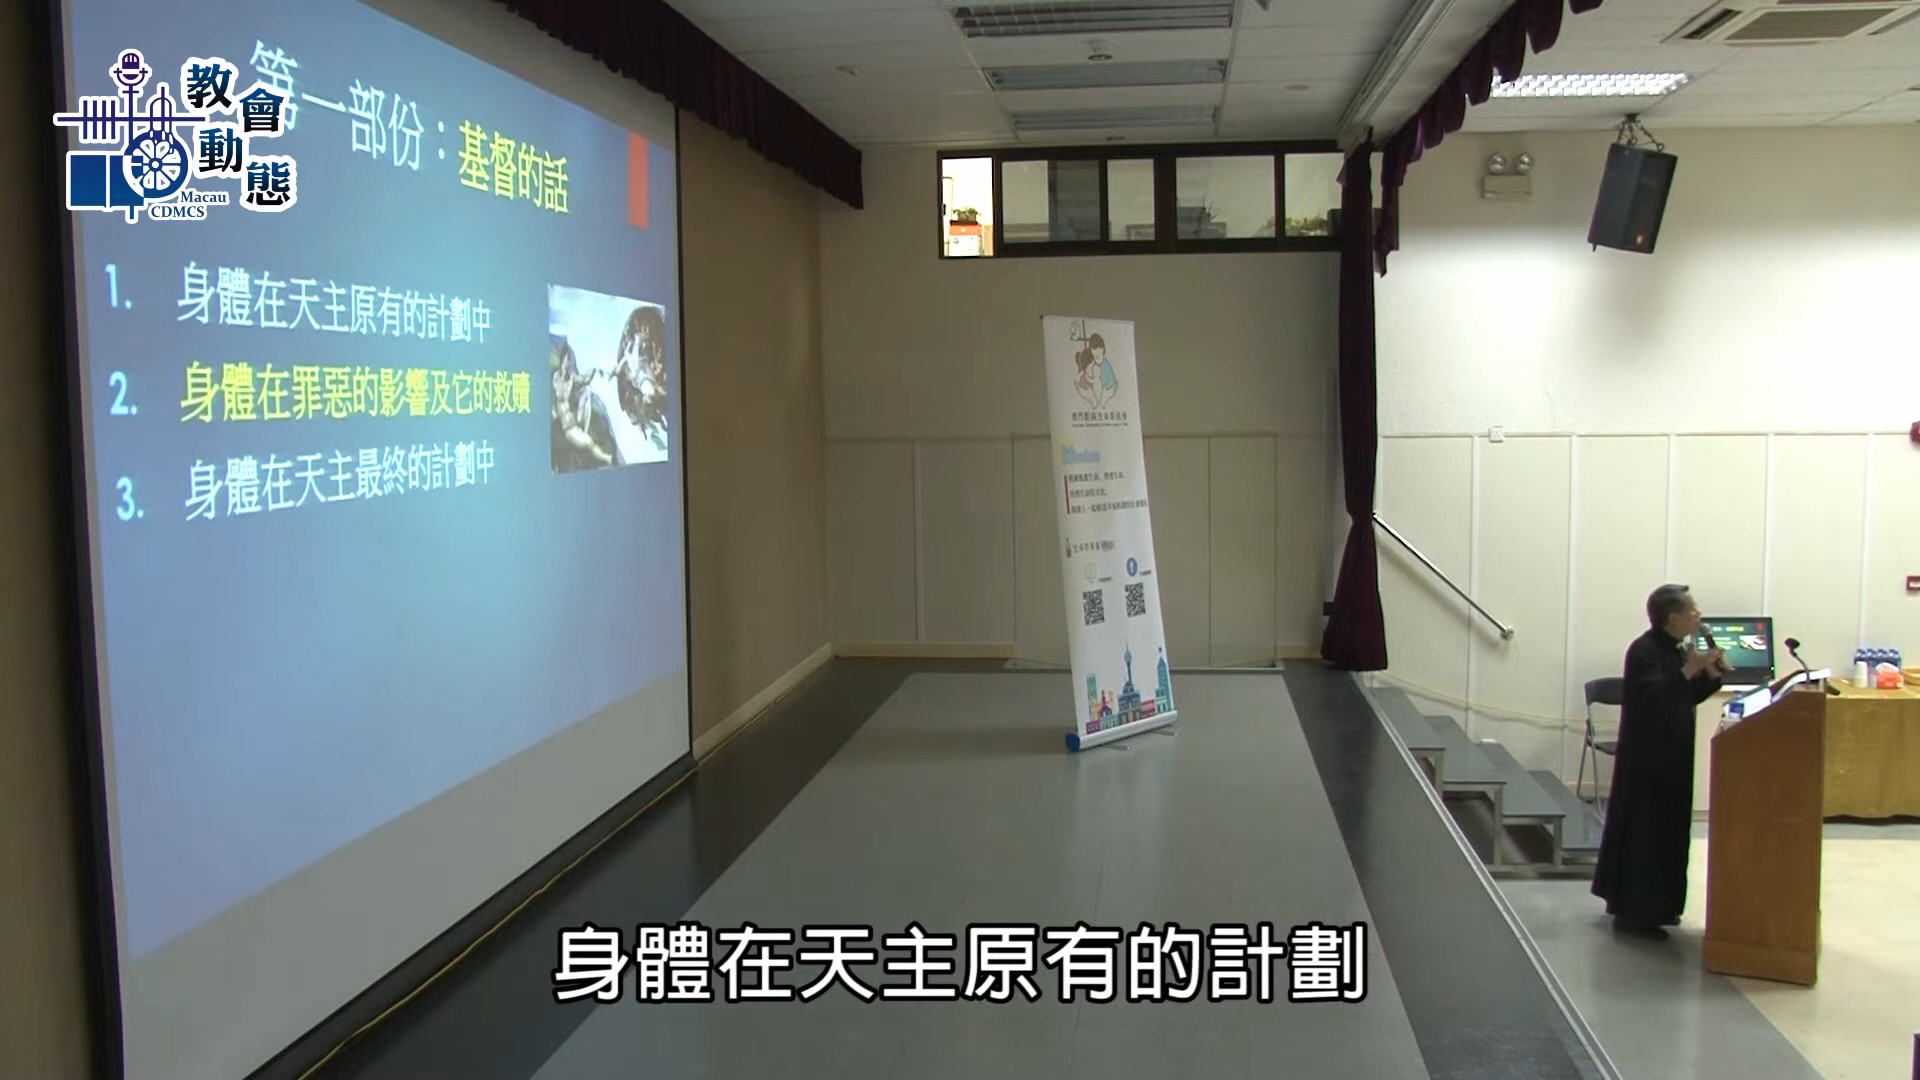 教會動態
Macau
CDMCS
第一部份：基督的話
1. 身體在天主原有的計劃中
2. 身體在罪惡的影響及它的救贖
3. 身體在天主最終的計劃中
身體在天主原有的計劃